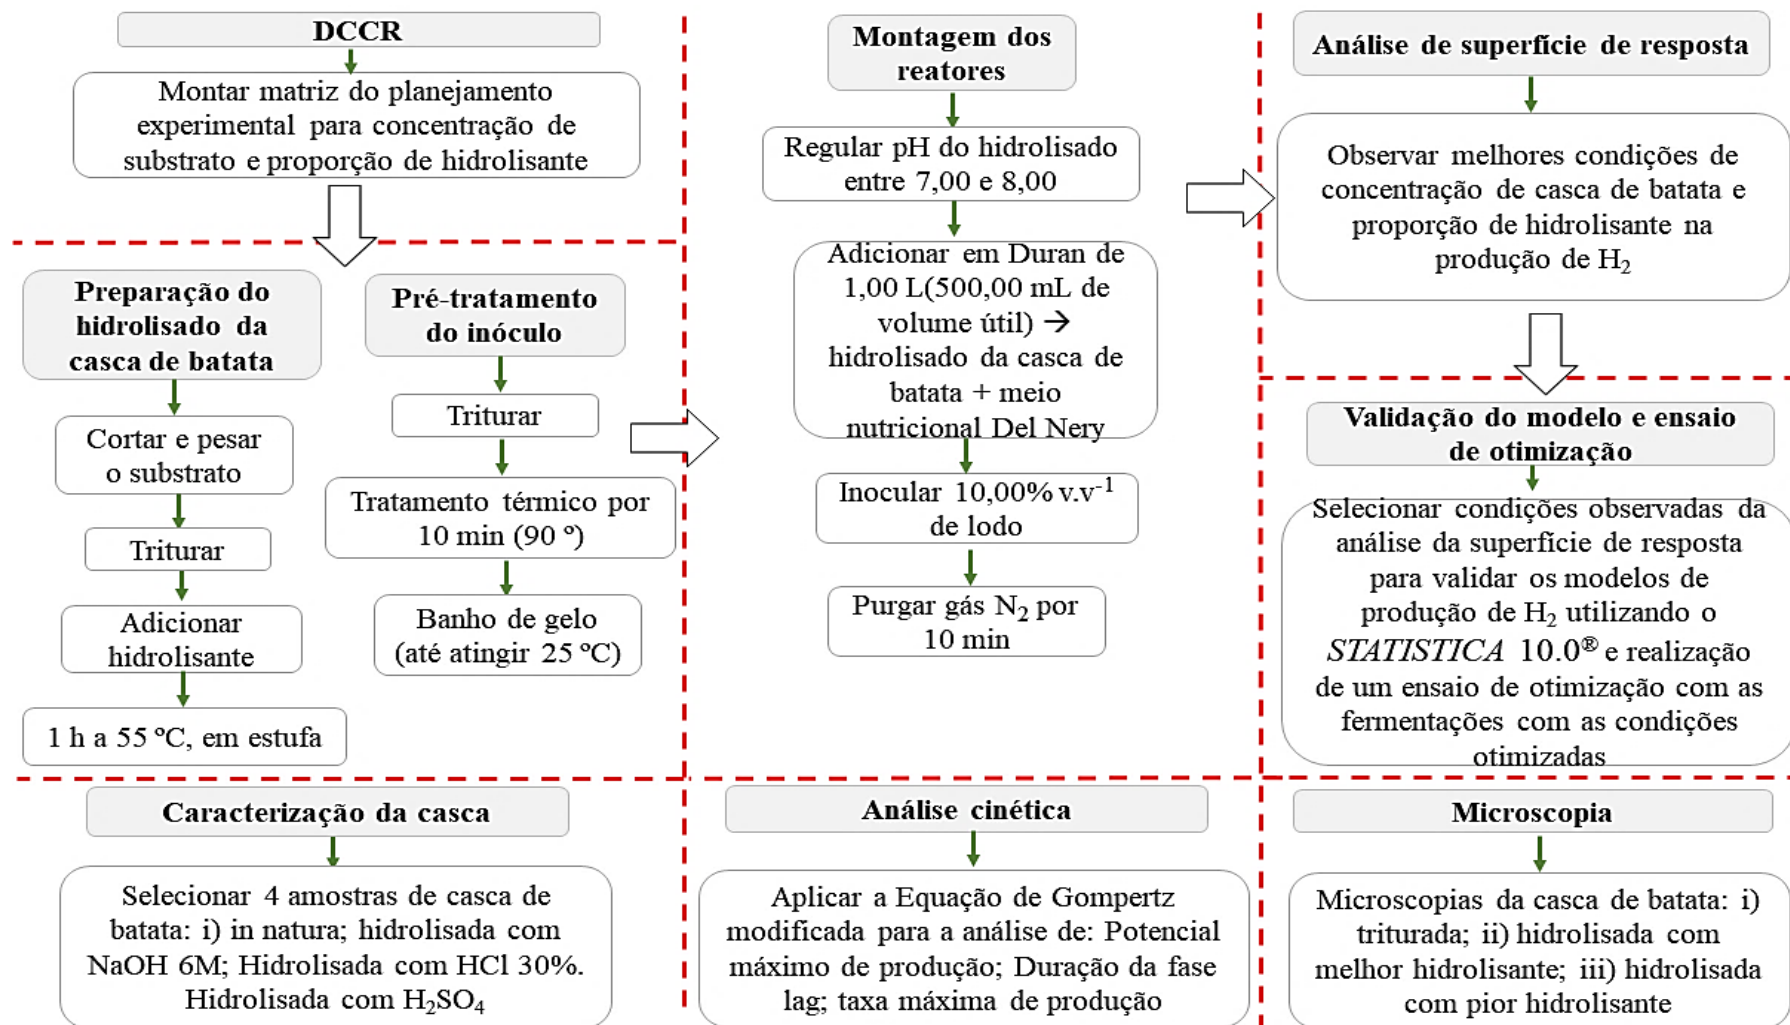 DCCR
Montar matriz do planejamento
experimental para concentração de
substrato e proporção de hidrolisante
Preparação do
hidrolisado da
casca de batata
Cortar e pesar
o substrato
Triturar
Adicionar
hidrolisante
1 h a 55 ºC, em estufa
Pré-tratamento
do inóculo
Triturar
Tratamento térmico por
10 min (90 º)
Banho de gelo
(até atingir 25 ºC)
Montagem dos
reatores
Regular pH do hidrolisado
entre 7,00 e 8,00
Adicionar em Duran de
1,00 L(500,00 mL de
volume útil) →
hidrolisado da casca de
batata + meio
nutricional Del Nery
Inocular 10,00% v.v⁻¹
de lodo
Purgar gás N₂ por
10 min
Análise de superfície de resposta
Observar melhores condições de
concentração de casca de batata e
proporção de hidrolisante na
produção de H₂
Validação do modelo e ensaio
de otimização
Selecionar condições observadas da
análise da superfície de resposta
para validar os modelos de
produção de H₂ utilizando o
STATISTICA 10.0® e realização
de um ensaio de otimização com as
fermentações com as condições
otimizadas
Caracterização da casca
Selecionar 4 amostras de casca de
batata: i) in natura; hidrolisada com
NaOH 6M; Hidrolisada com HCl 30%.
Hidrolisada com H₂SO₄
Análise cinética
Aplicar a Equação de Gompertz
modificada para a análise de: Potencial
máximo de produção; Duração da fase
lag; taxa máxima de produção
Microscopia
Microscopias da casca de batata: i)
triturada; ii) hidrolisada com
melhor hidrolisante; iii) hidrolisada
com pior hidrolisante